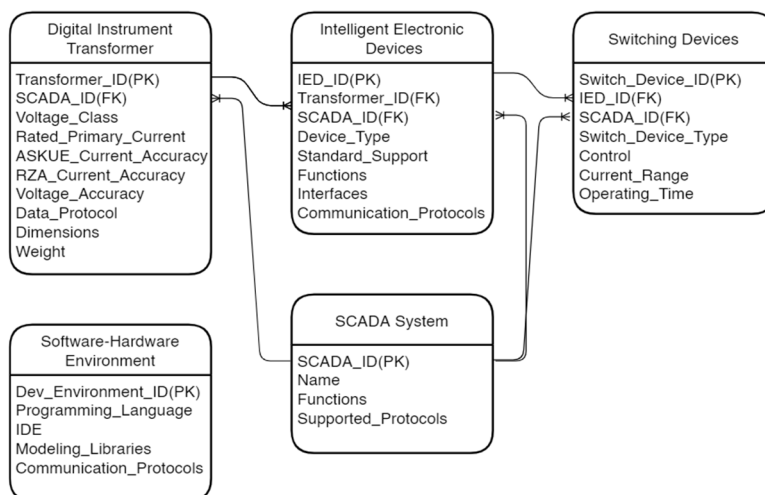 Digital Instrument
Transformer
Transformer_ID(PK)
SCADA_ID(FK)
Voltage_Class
Rated_Primary_Current
ASKUE_Current_Accuracy
RZA_Current_Accuracy
Voltage_Accuracy
Data_Protocol
Dimensions
Weight
Intelligent Electronic
Devices
IED_ID(PK)
Transformer_ID(FK)
SCADA_ID(FK)
Device_Type
Standard_Support
Functions
Interfaces
Communication_Protocols
Switching Devices
Switch_Device_ID(PK)
IED_ID(FK)
SCADA_ID(FK)
Switch_Device_Type
Control
Current_Range
Operating_Time
Software-Hardware
Environment
Dev_Environment_ID(PK)
Programming_Language
IDE
Modeling_Libraries
Communication_Protocols
SCADA System
SCADA_ID(PK)
Name
Functions
Supported_Protocols